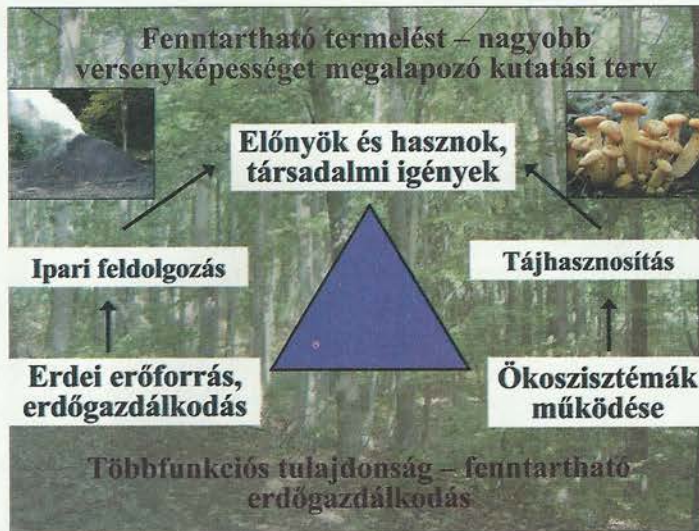 Fenntartható termelést – nagyobb
versenyképességet megalapozó kutatási terv
Előnyök és hasznok,
társadalmi igények
Ipari feldolgozás
Tájhasznosítás
Erdei erőforrás,
erdőgazdálkodás
Ökoszisztémák
működése
Többfunkciós tulajdonság – fenntartható
erdőgazdálkodás